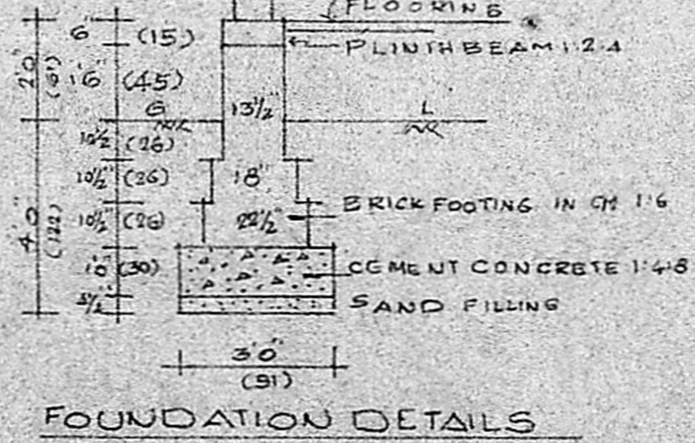 FLOORING
6" (15)
PLINTH BEAM 1:2:4
2'0" (61)
1'6" (45)
13½"
G L
10½" (26)
10½" (26)
18"
10½" (26)
22½"
BRICK FOOTING IN CM 1:6
4'0" (122)
1'0" (30)
CEMENT CONCRETE 1:4:8
SAND FILLING
3'0"
(91)
FOUNDATION DETAILS